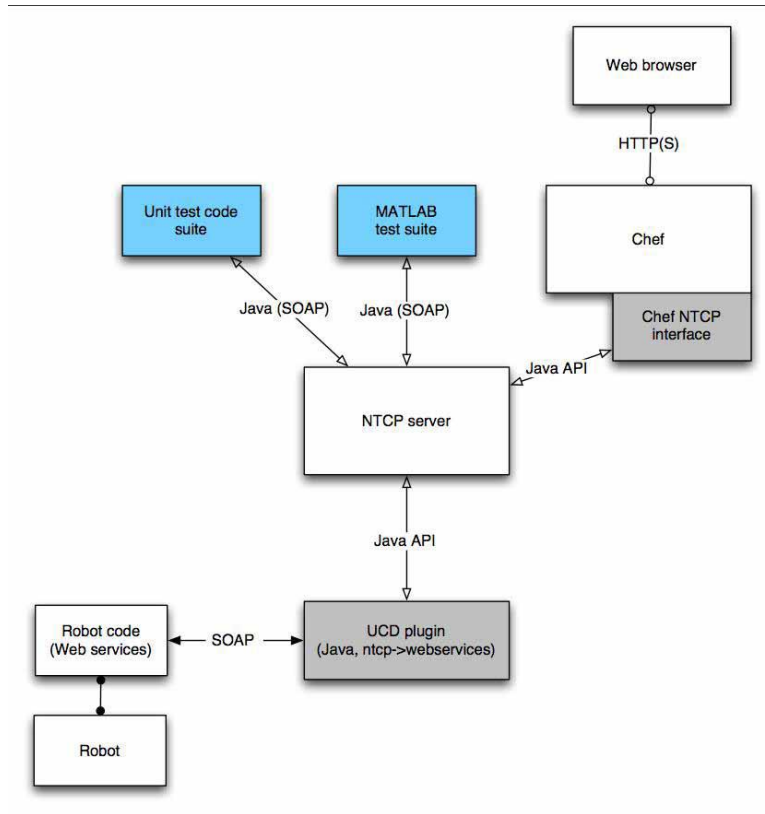 Web browser
HTTP(S)
Unit test code
suite
MATLAB
test suite
Chef
Java (SOAP)
Java (SOAP)
Chef NTCP
interface
Java API
NTCP server
Java API
Robot code
(Web services)
SOAP
UCD plugin
(Java, ntcp->webservices)
Robot